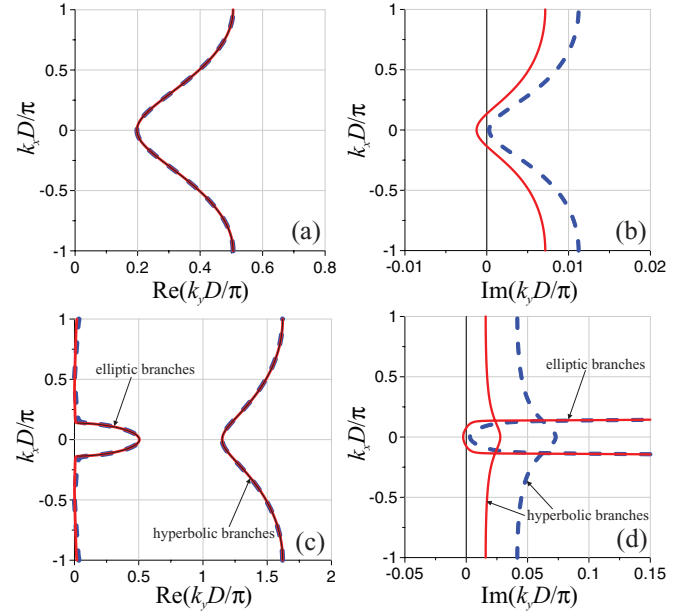 1
0.5
0
-0.5
-1
k_xD/π
0
0.2
0.4
0.6
0.8
Re(k_yD/π)
(a)
1
0.5
0
-0.5
-1
k_xD/π
-0.01
0
0.01
0.02
Im(k_yD/π)
(b)
1
0.5
0
-0.5
-1
k_xD/π
elliptic branches
hyperbolic branches
0
0.5
1
1.5
2
Re(k_yD/π)
(c)
1
0.5
0
-0.5
-1
k_xD/π
elliptic branches
hyperbolic branches
-0.05
0
0.05
0.10
0.15
Im(k_yD/π)
(d)